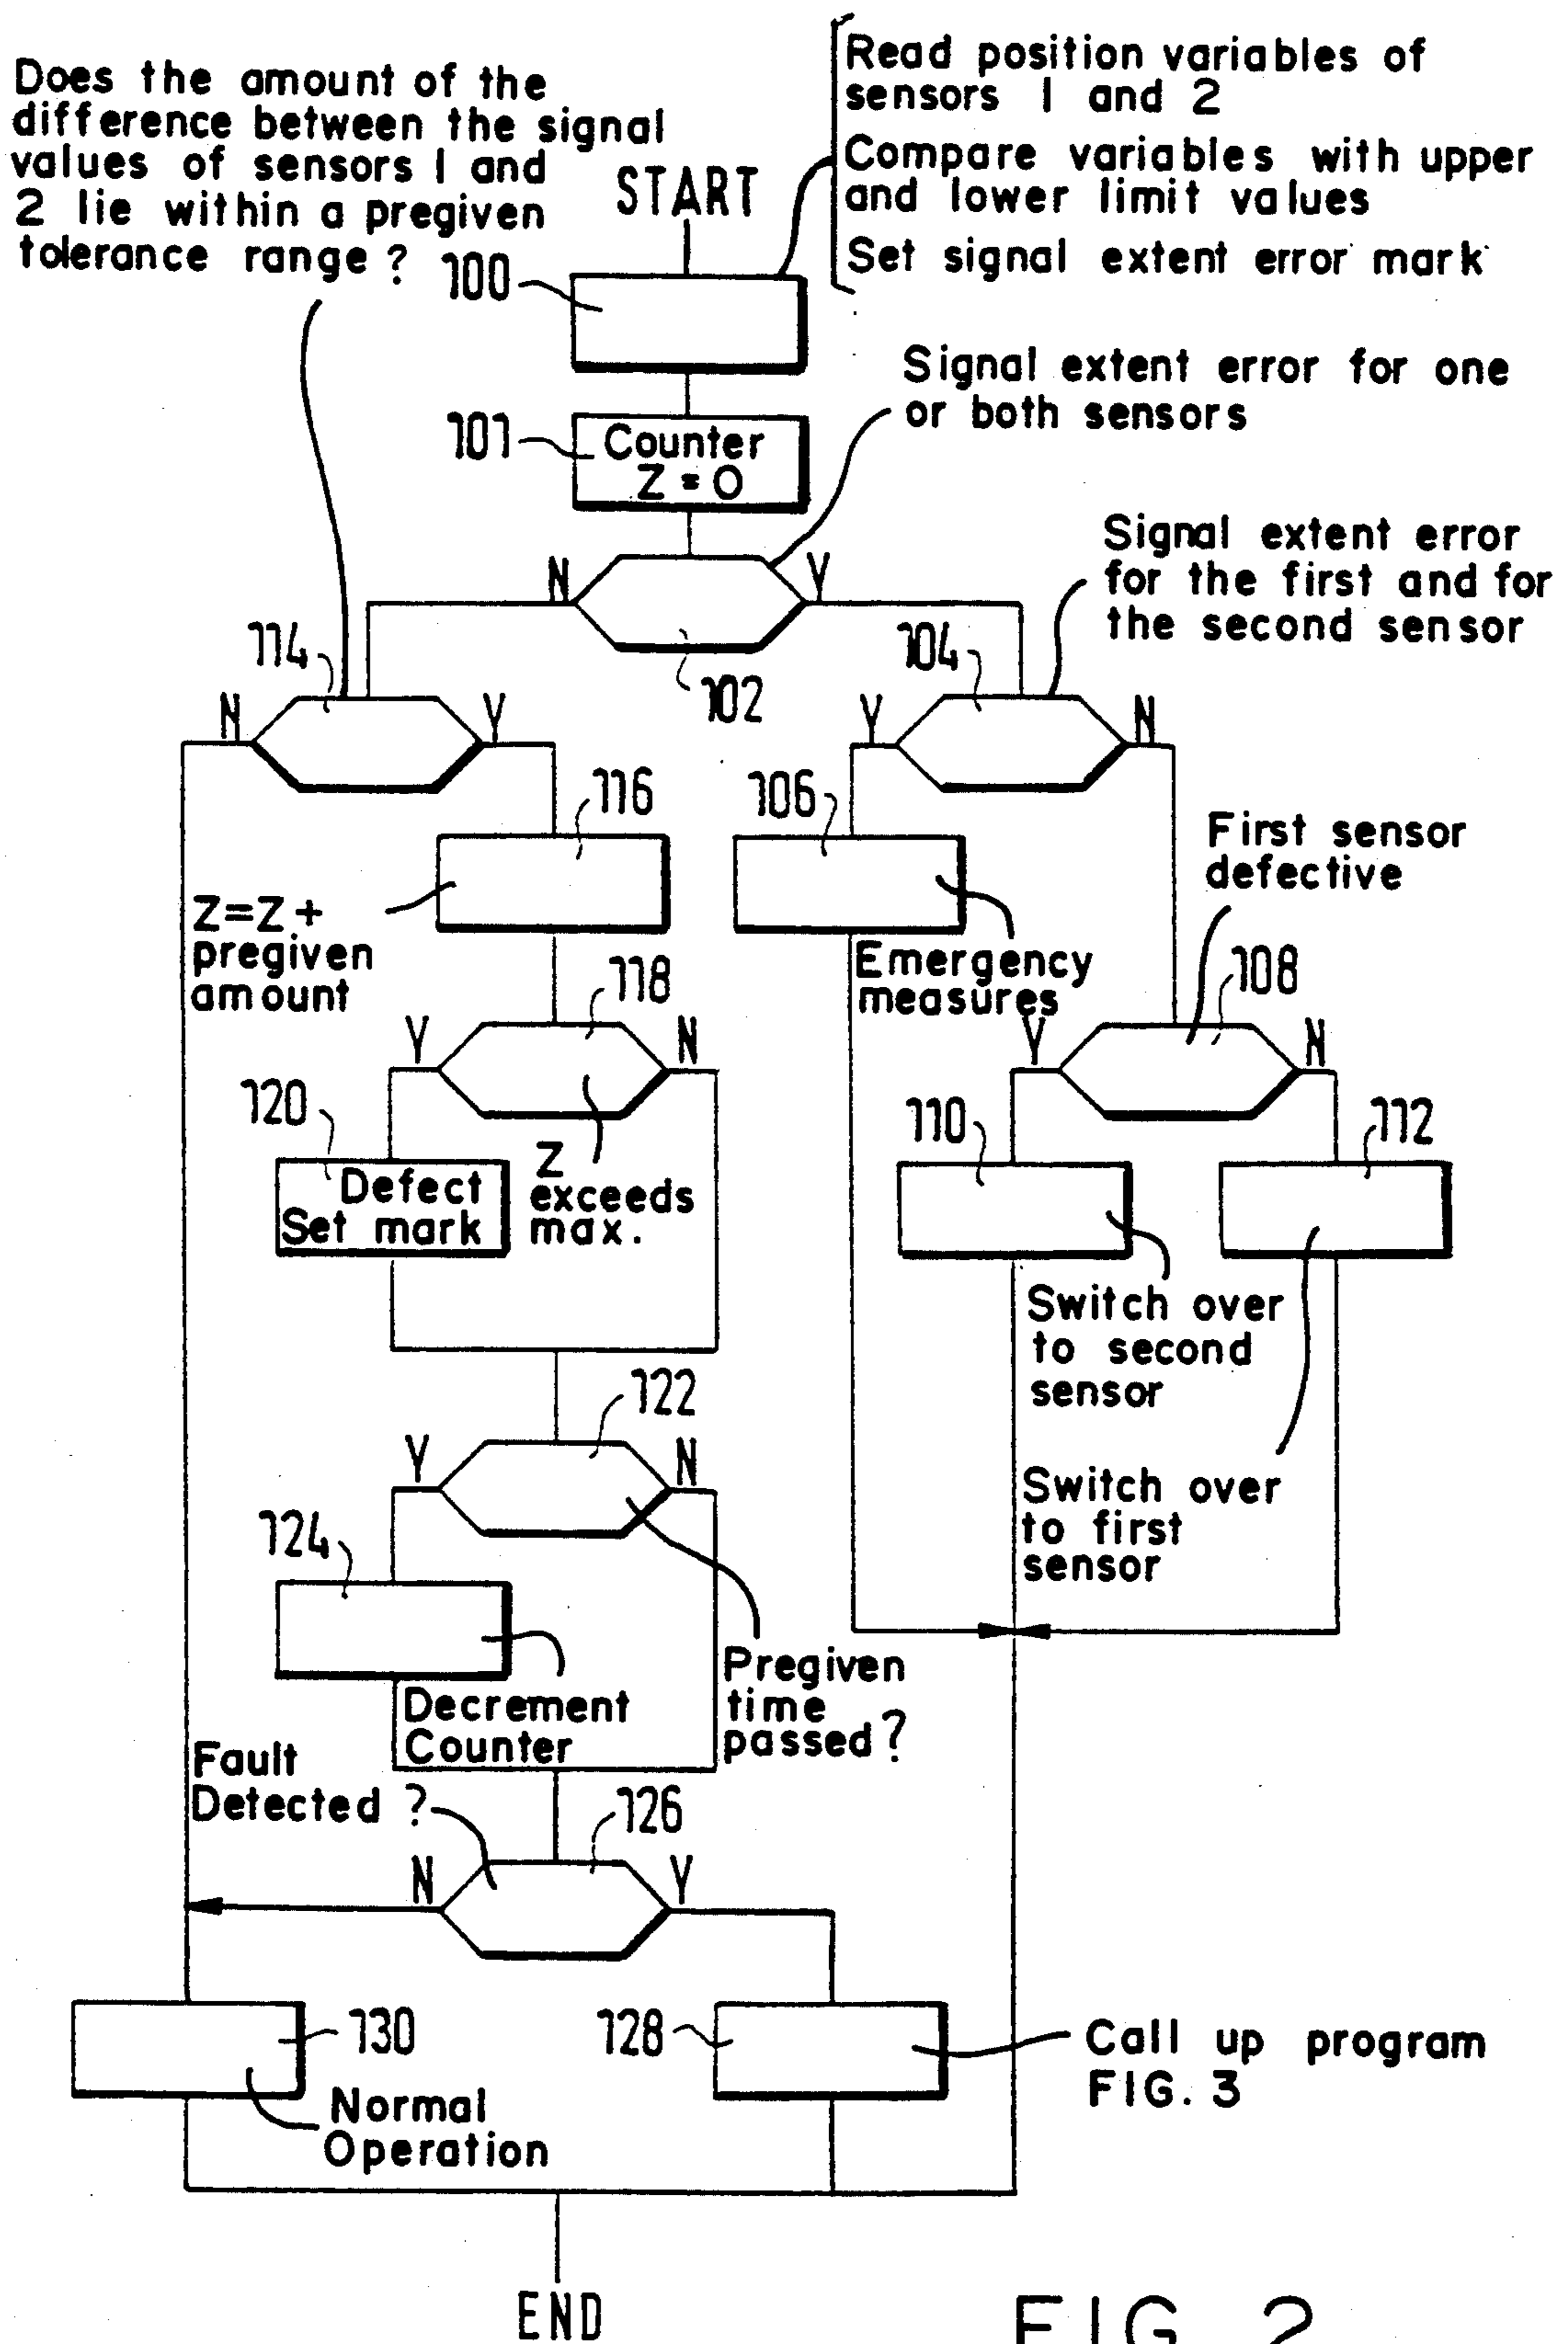 Does the amount of the
difference between the signal
values of sensors 1 and
2 lie within a pregiven
tolerance range ?
START
Read position variables of
sensors 1 and 2
Compare variables with upper
and lower limit values
Set signal extent error mark
100
101
Counter
Z = 0
Signal extent error for one
or both sensors
N
Y
102
Signal extent error
for the first and for
the second sensor
114
N
Y
104
Y
N
116
Z=Z+
pregiven
amount
106
Emergency
measures
First sensor
defective
118
Y
N
108
Y
N
120
Defect
Set mark
Z
exceeds
max.
110
112
Switch over
to second
sensor
122
Y
N
Switch over
to first
sensor
124
Decrement
Counter
Pregiven
time
passed ?
Fault
Detected ?
126
N
Y
130
Normal
Operation
128
Call up program
FIG. 3
END
FIG. 2